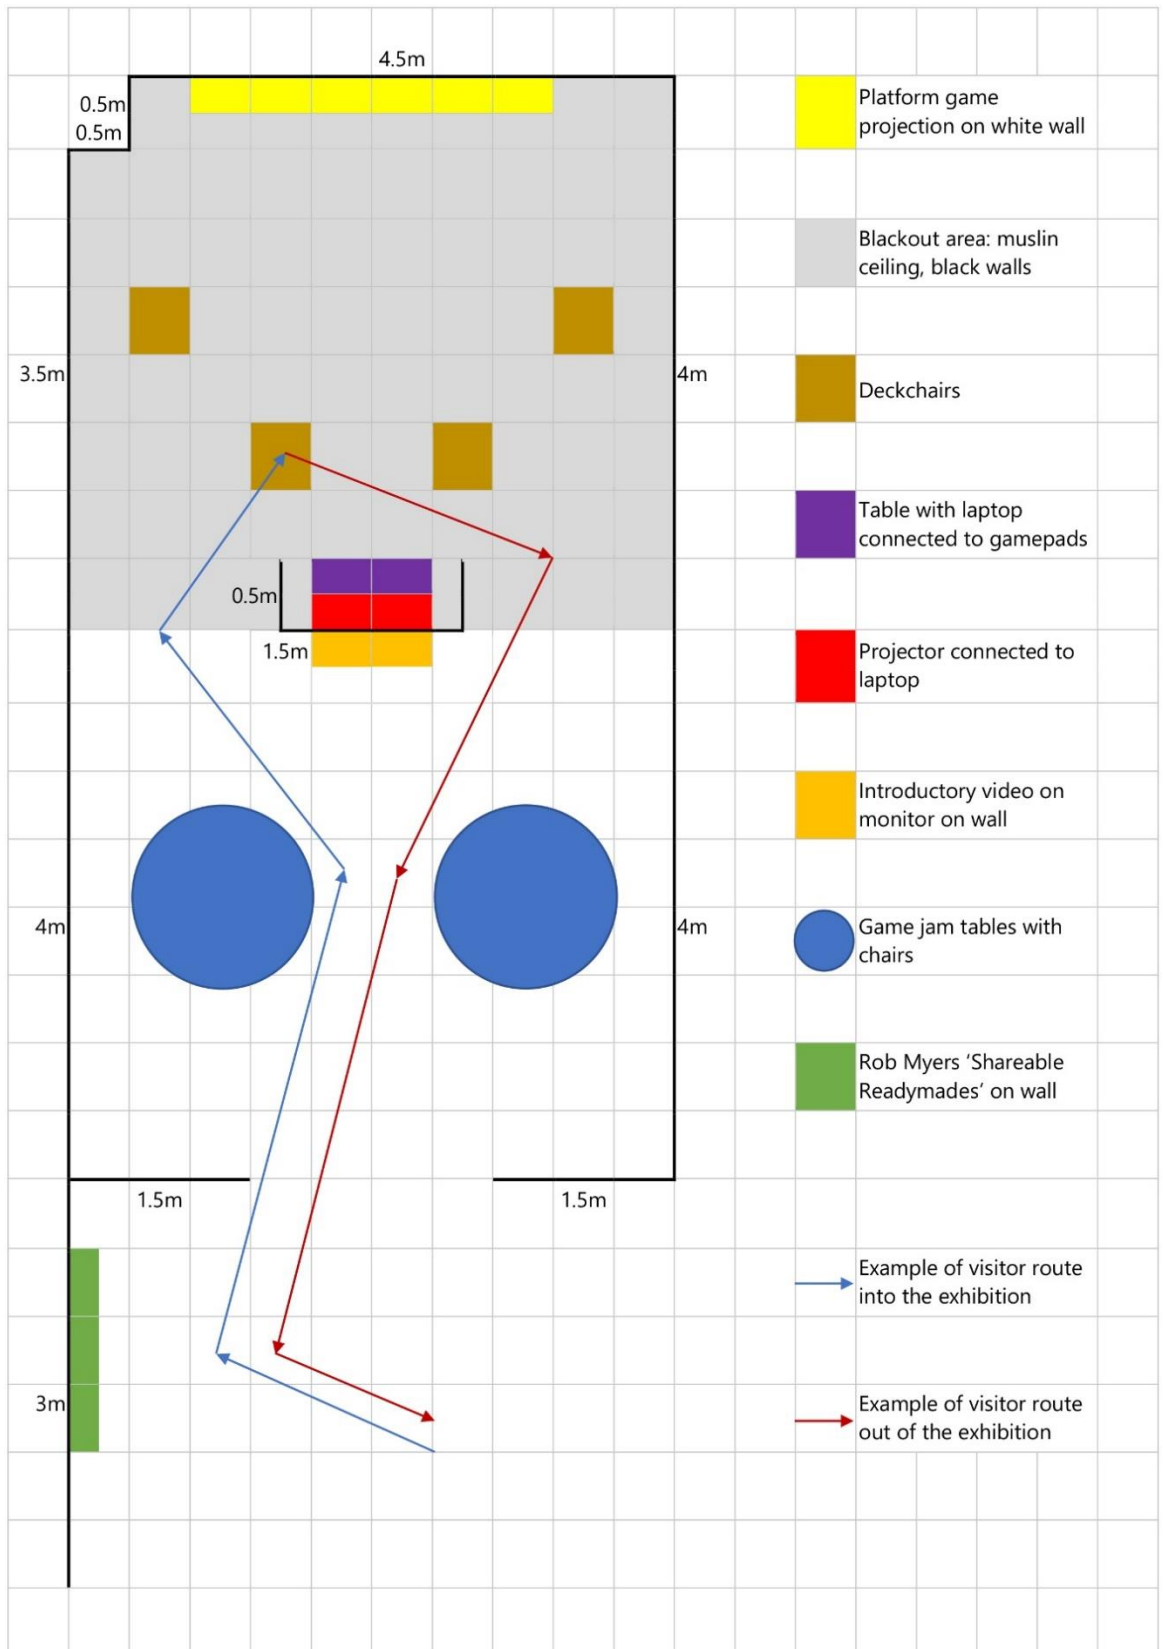 4.5m
0.5m
0.5m
3.5m
4m
0.5m
1.5m
4m
4m
1.5m
1.5m
3m
Platform game
projection on white wall
Blackout area: muslin
ceiling, black walls
Deckchairs
Table with laptop
connected to gamepads
Projector connected to
laptop
Introductory video on
monitor on wall
Game jam tables with
chairs
Rob Myers ‘Shareable
Readymades’ on wall
Example of visitor route
into the exhibition
Example of visitor route
out of the exhibition